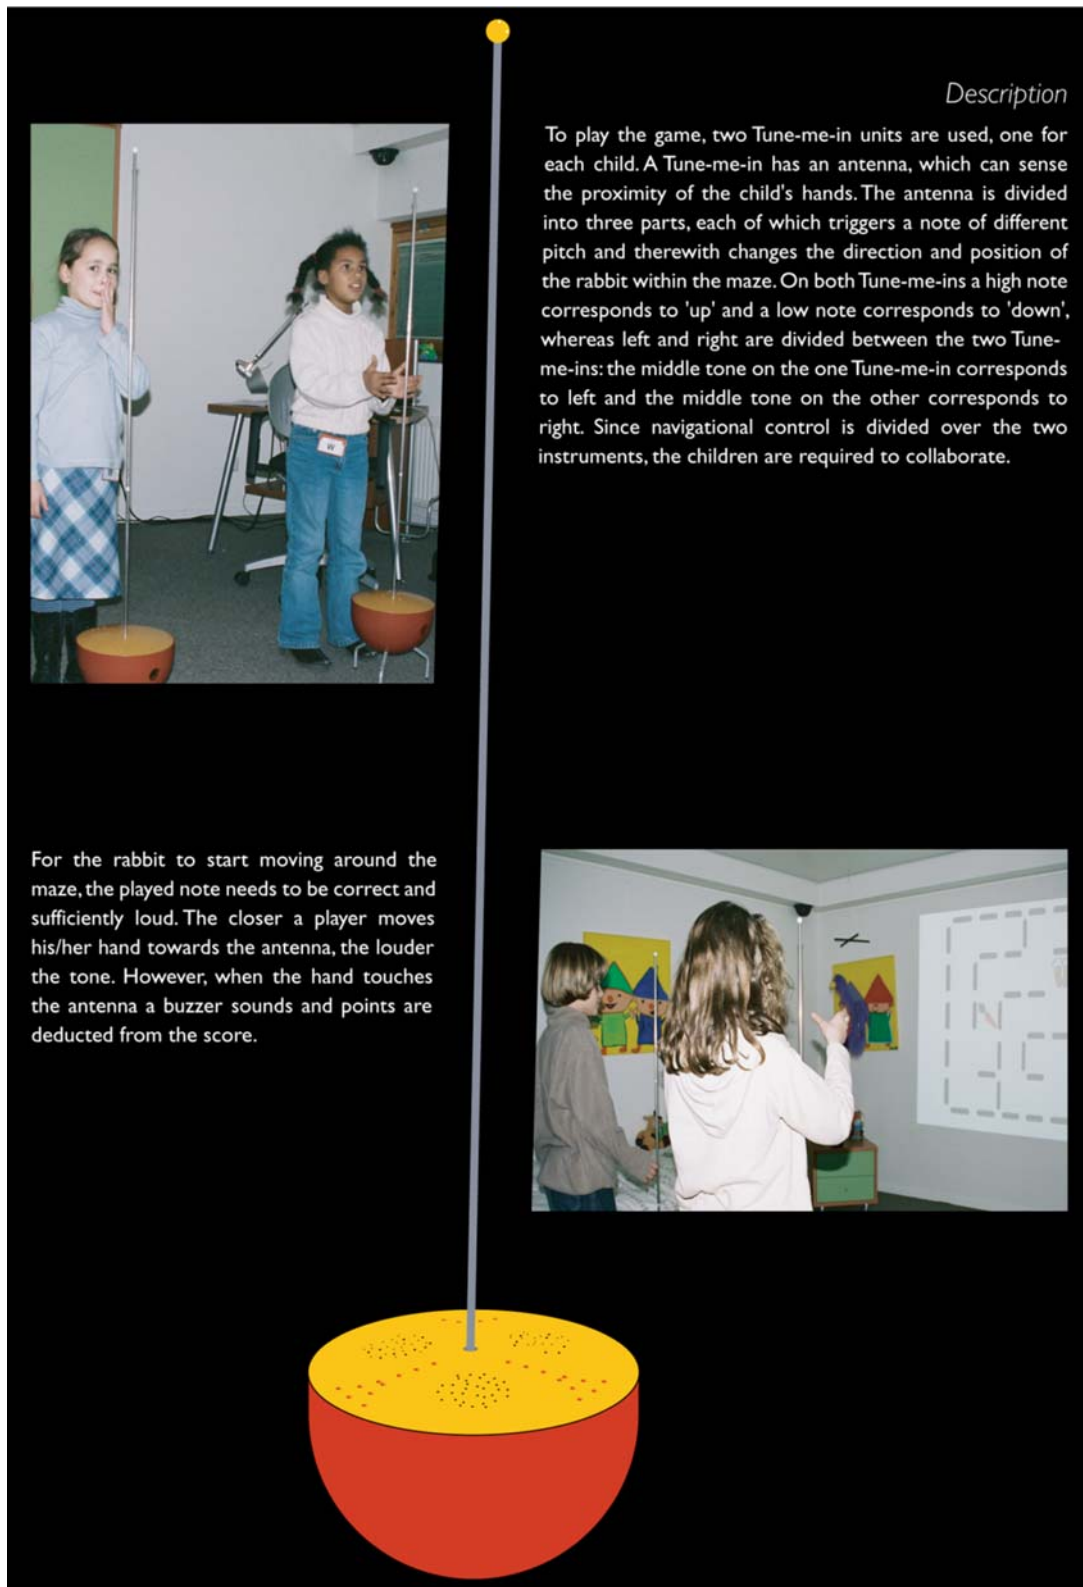 Description
To play the game, two Tune-me-in units are used, one for
each child. A Tune-me-in has an antenna, which can sense
the proximity of the child's hands. The antenna is divided
into three parts, each of which triggers a note of different
pitch and therewith changes the direction and position of
the rabbit within the maze. On both Tune-me-ins a high note
corresponds to 'up' and a low note corresponds to 'down',
whereas left and right are divided between the two Tune-
me-ins: the middle tone on the one Tune-me-in corresponds
to left and the middle tone on the other corresponds to
right. Since navigational control is divided over the two
instruments, the children are required to collaborate.
For the rabbit to start moving around the
maze, the played note needs to be correct and
sufficiently loud. The closer a player moves
his/her hand towards the antenna, the louder
the tone. However, when the hand touches
the antenna a buzzer sounds and points are
deducted from the score.